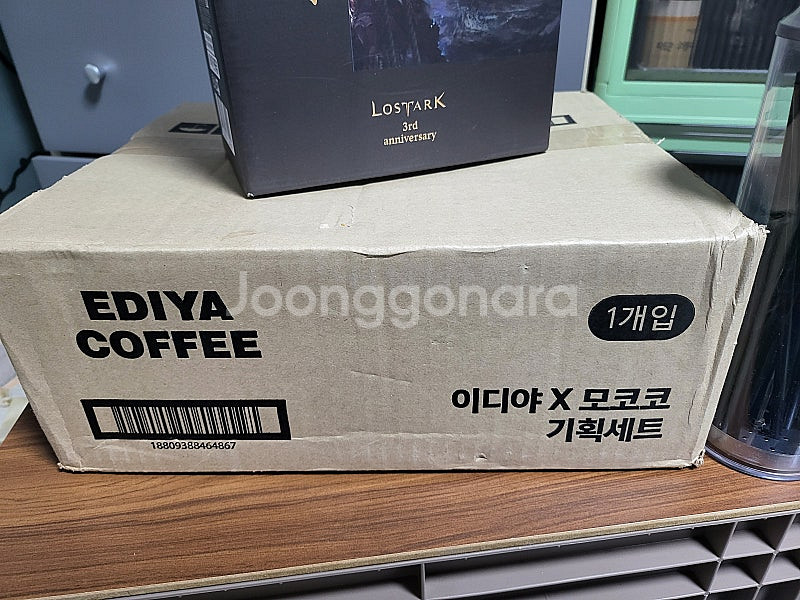 LOSTARK
3rd
anniversary
Joonggonara
EDIYA
COFFEE
1개입
이디야 X 모코코
기획세트
18809388464867